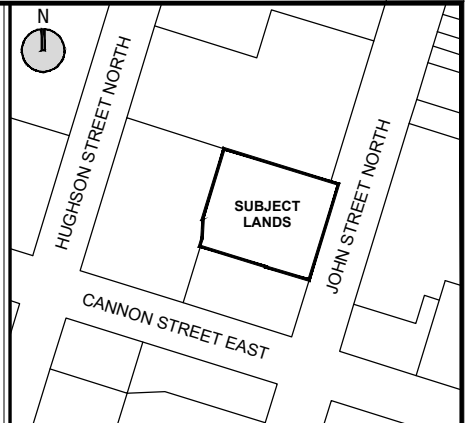 N
HUGHSON STREET NORTH
SUBJECT
LANDS
JOHN STREET NORTH
CANNON STREET EAST